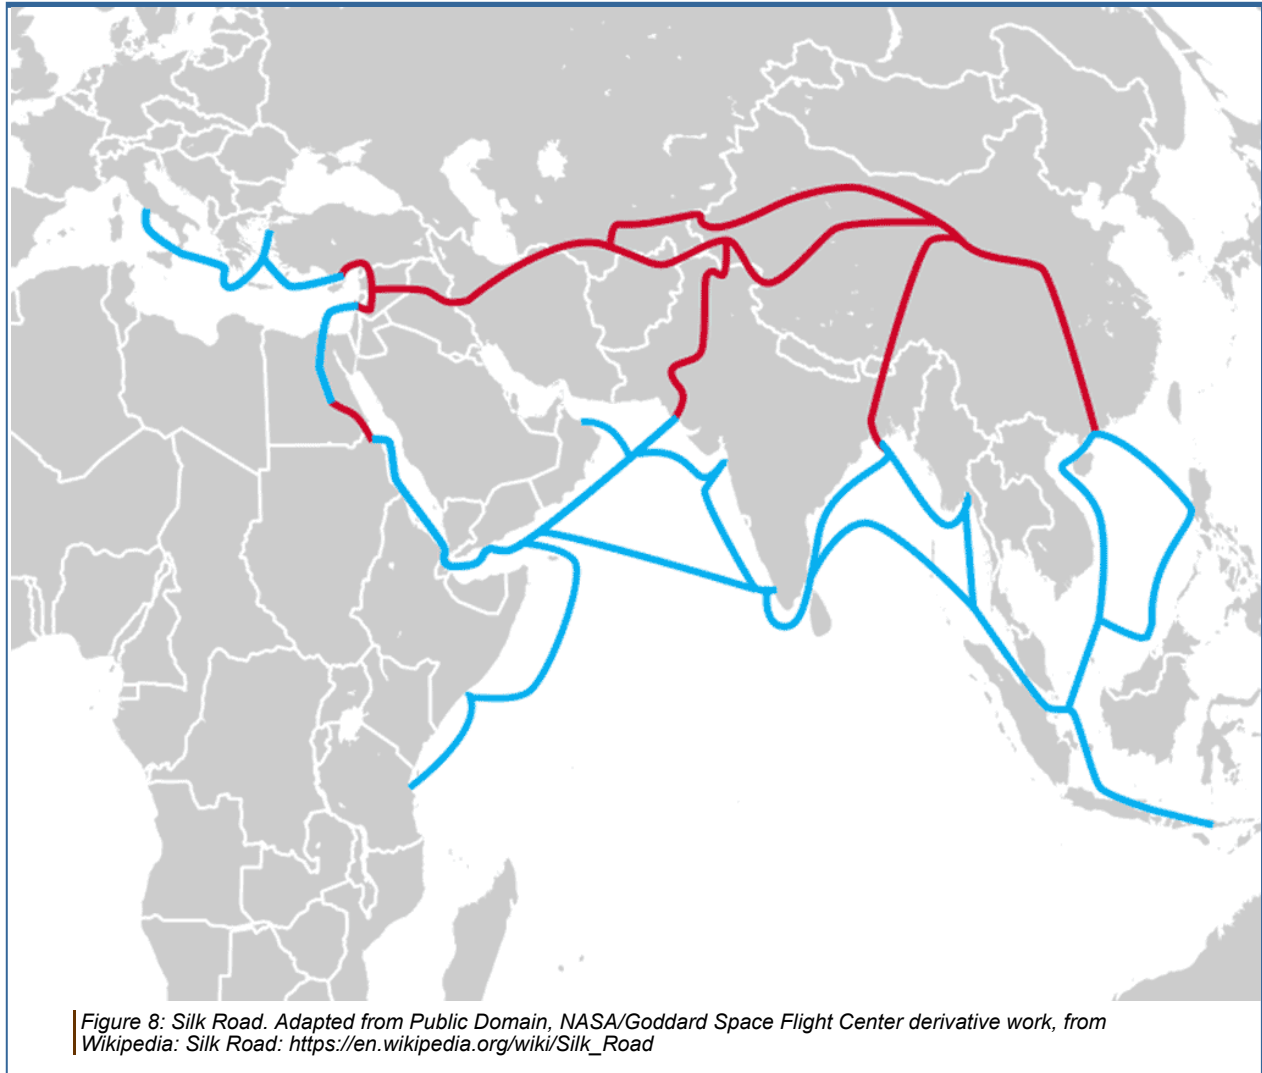 Figure 8: Silk Road. Adapted from Public Domain, NASA/Goddard Space Flight Center derivative work, from
Wikipedia: Silk Road: https://en.wikipedia.org/wiki/Silk_Road